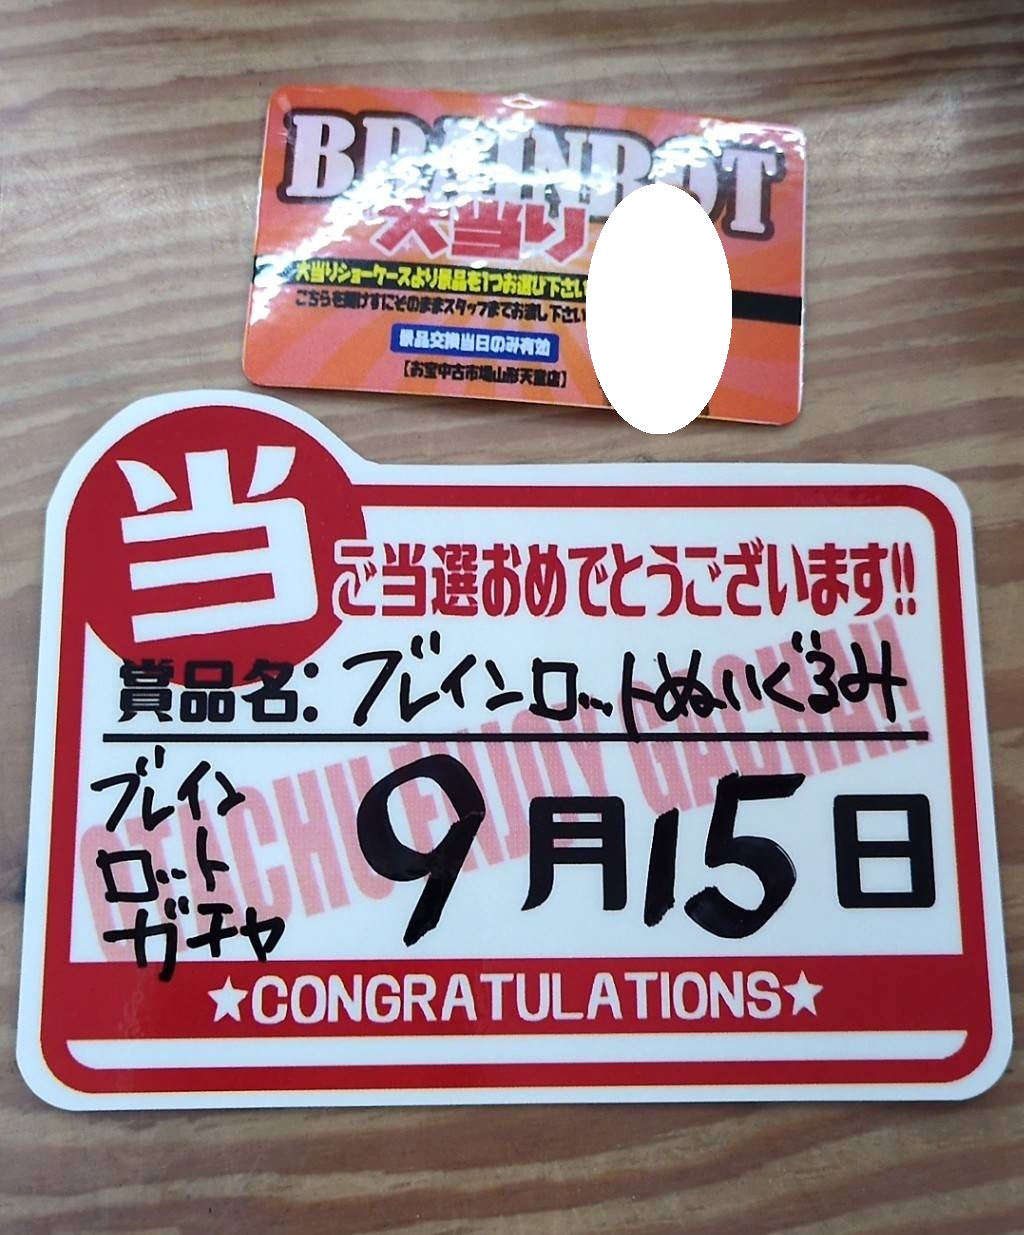 BRAINROT
大当り
大当りショーケースより景品を1つお選び下さい
こちらを開けずにそのままスタッフまでお渡し下さい
景品交換当日のみ有効
【お宝中古市場山形天童店】
当
ご当選おめでとうございます!!
賞品名：ブレインロットぬいぐるみ
ブレイン
ロット
ガチャ
9月15日
OTACHU ENJOY GACHA!!
★CONGRATULATIONS★